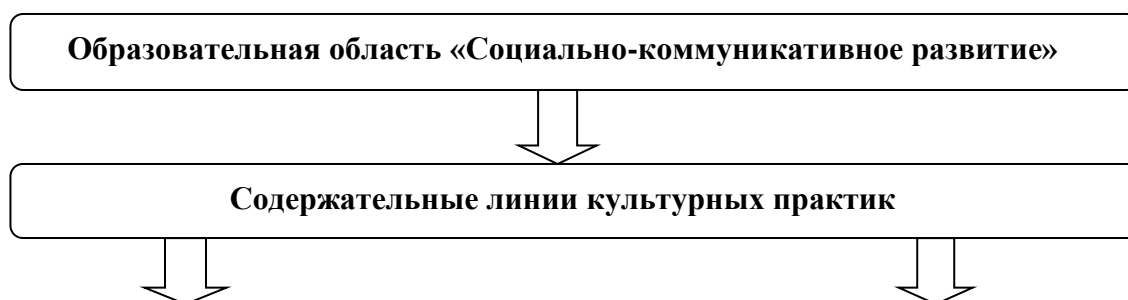 Образовательная область «Социально-коммуникативное развитие»
Содержательные линии культурных практик